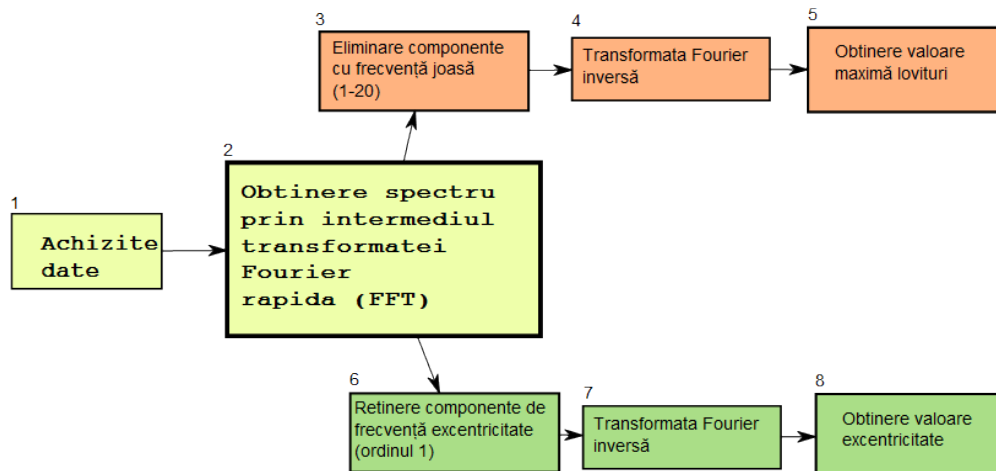 1
Achizite
date
2
Obtinere spectru
prin intermediul
transformatei
Fourier
rapida (FFT)
3
Eliminare componente
cu frecvență joasă
(1-20)
4
Transformata Fourier
inversă
5
Obtinere valoare
maximă lovituri
6
Retinere componente de
frecvență excentricitate
(ordinul 1)
7
Transformata Fourier
inversă
8
Obtinere valoare
excentricitate